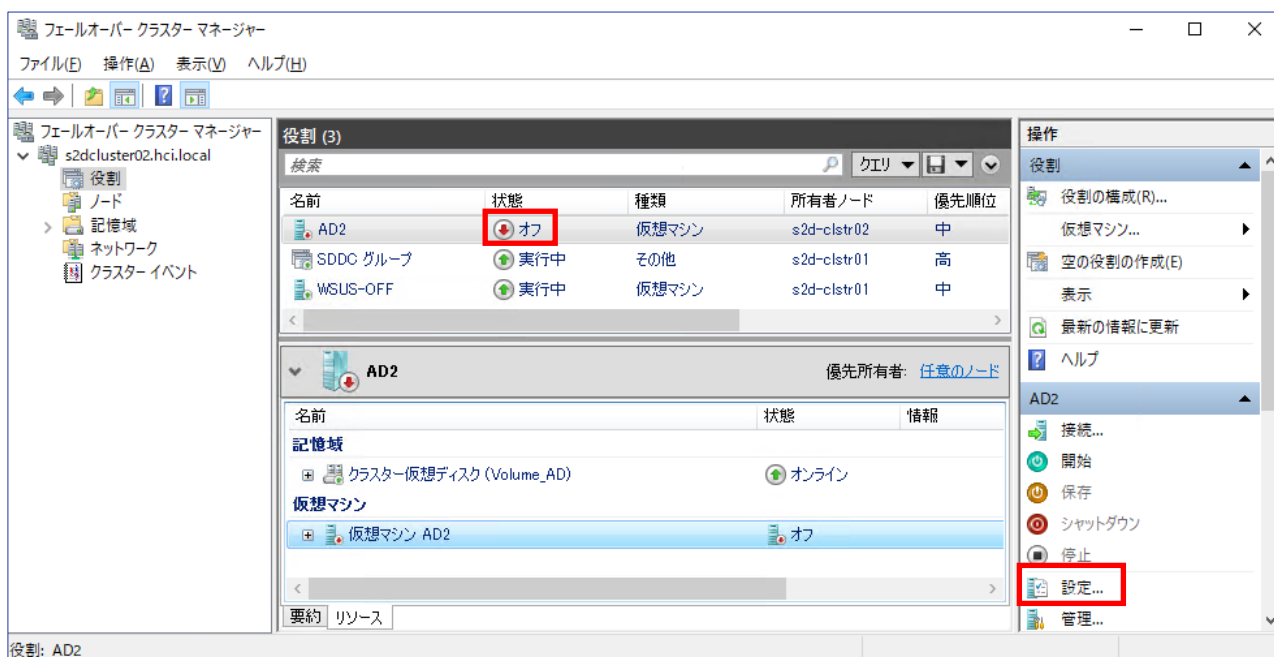 フェールオーバー クラスター マネージャー
ファイル(F) 操作(A) 表示(V) ヘルプ(H)
フェールオーバー クラスター マネージャー
s2dcluster02.hci.local
役割
ノード
記憶域
ネットワーク
クラスター イベント
役割 (3)
検索 クエリ
名前 状態 種類 所有者ノード 優先順位
AD2 オフ 仮想マシン s2d-clstr02 中
SDDC グループ 実行中 その他 s2d-clstr01 高
WSUS-OFF 実行中 仮想マシン s2d-clstr01 中
AD2 優先所有者: 任意のノード
名前 状態 情報
記憶域
クラスター仮想ディスク (Volume_AD) オンライン
仮想マシン
仮想マシン AD2 オフ
要約 リソース
操作
役割
役割の構成(R)...
仮想マシン...
空の役割の作成(E)
表示
最新の情報に更新
ヘルプ
AD2
接続...
開始
保存
シャットダウン
停止
設定...
管理...
役割: AD2